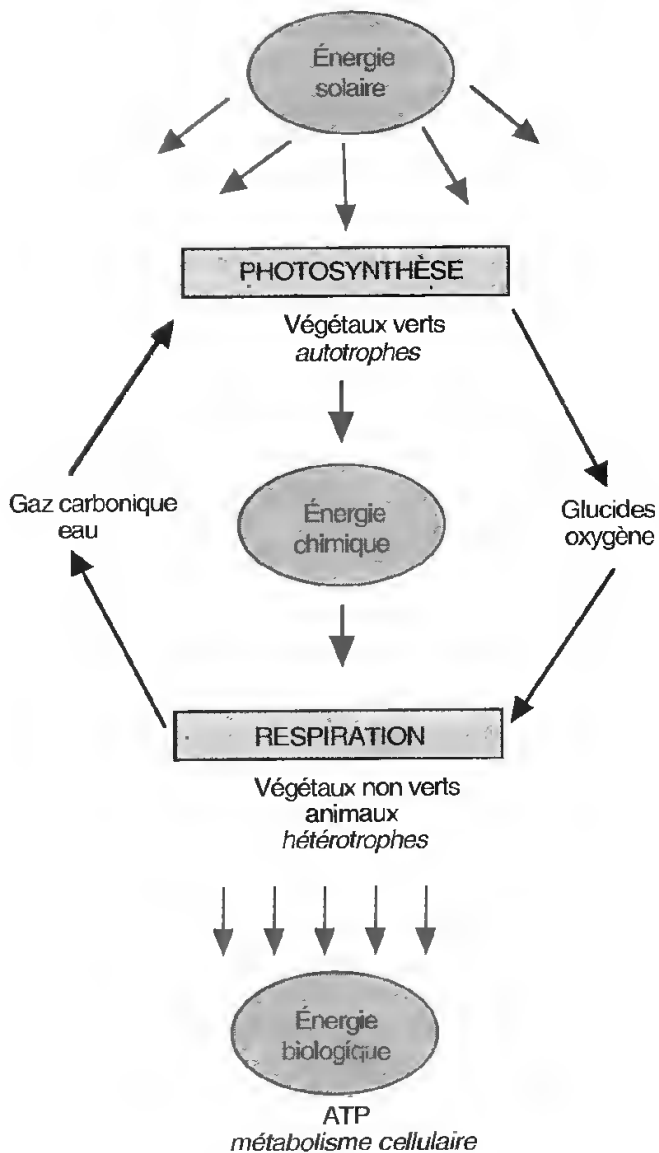 Énergie
solaire
PHOTOSYNTHÈSE
Végétaux verts
autotrophes
Gaz carbonique
eau
Énergie
chimique
Glucides
oxygène
RESPIRATION
Végétaux non verts
animaux
hétérotrophes
Énergie
biologique
ATP
métabolisme cellulaire